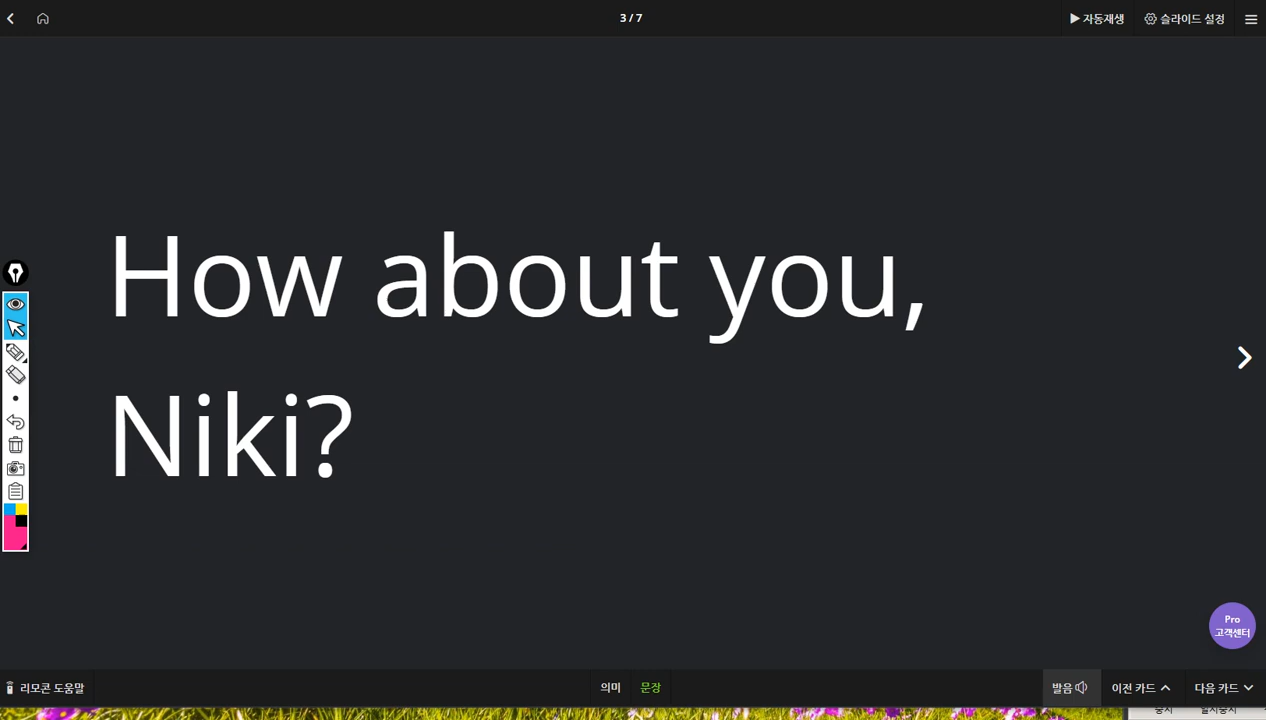 3 / 7
자동재생
슬라이드 설정
How about you,
Niki?
Pro
고객센터
리모콘 도움말
의미
문장
발음
이전 카드
다음 카드